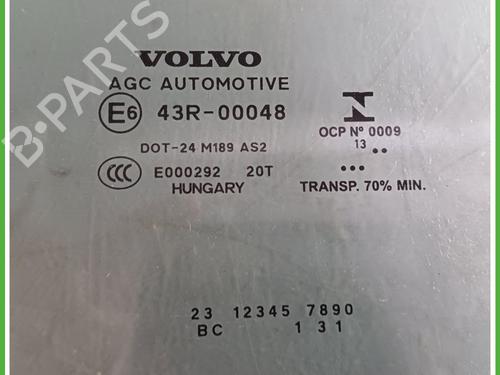 VOLVO
AGC AUTOMOTIVE
E6 43R-00048
DOT-24 M189 AS2
CCC E000292 20T
HUNGARY
N
OCP Nº 0009
13 ..
...
TRANSP. 70% MIN.
23 12345 7890
BC 1 31
B-PARTS